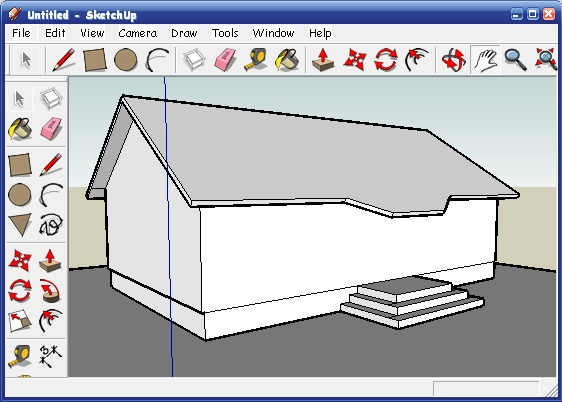 Untitled - SketchUp
File Edit View Camera Draw Tools Window Help